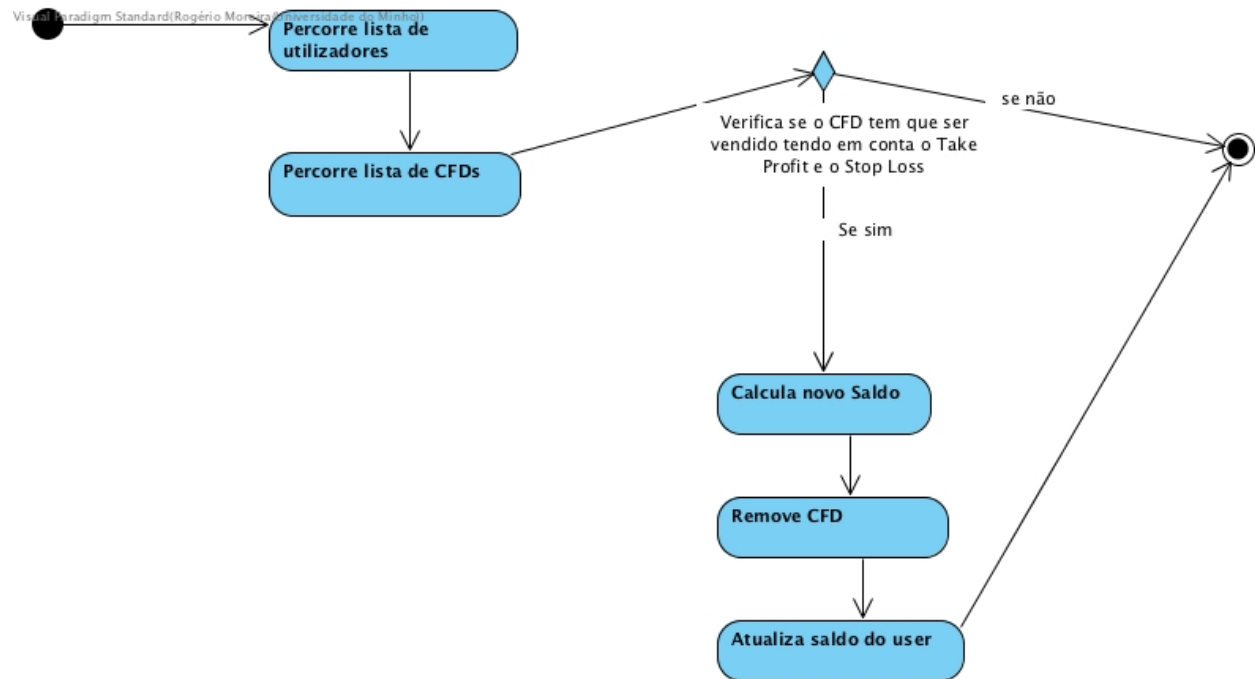 Visual Paradigm Standard(Rogério Moreira(Universidade do Minho))
Percorre lista de
utilizadores
Percorre lista de CFDs
se não
Verifica se o CFD tem que ser
vendido tendo em conta o Take
Profit e o Stop Loss
Se sim
Calcula novo Saldo
Remove CFD
Atualiza saldo do user